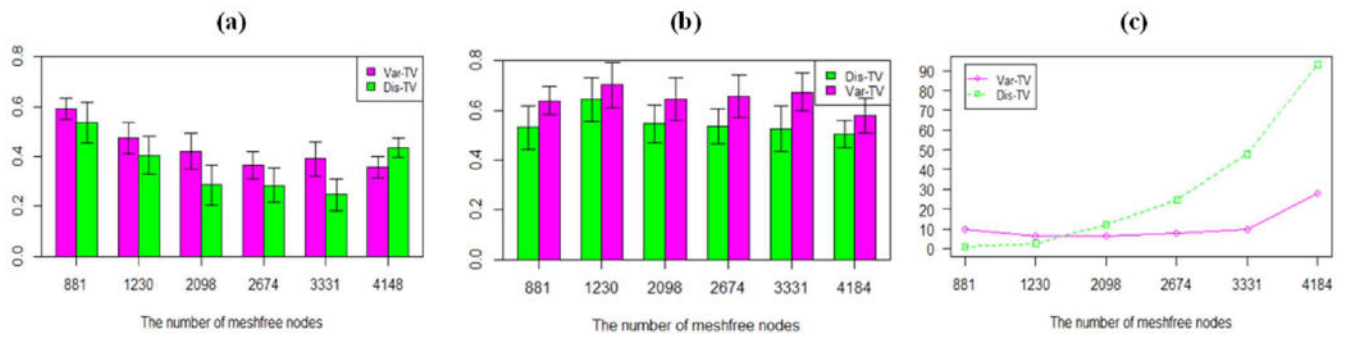 (a)
0.8
0.6
0.4
0.2
0.0
Var-TV
Dis-TV
881 1230 2098 2674 3331 4148
The number of meshfree nodes
(b)
0.8
0.6
0.4
0.2
0.0
Dis-TV
Var-TV
881 1230 2098 2674 3331 4184
The number of meshfree nodes
(c)
90
80
70
60
50
40
30
20
10
0
Var-TV
Dis-TV
881 1230 2098 2674 3331 4184
The number of meshfree nodes